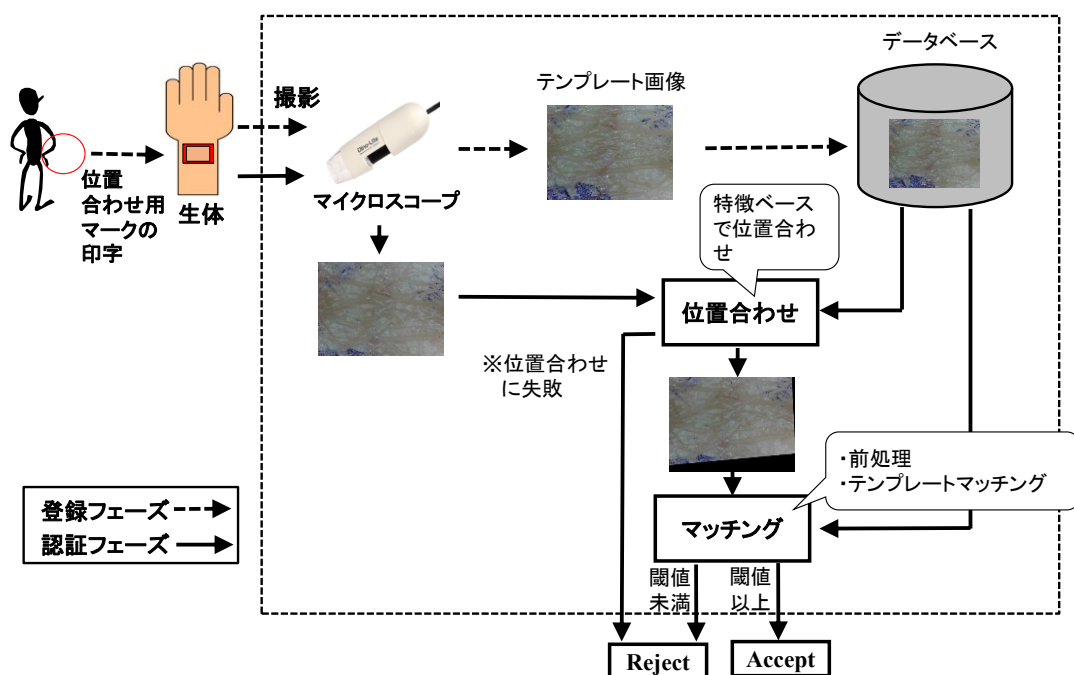 データベース
テンプレート画像
撮影
Dino-Lite
マイクロスコープ
位置
合わせ用
マークの
印字
生体
特徴ベース
で位置合わ
せ
位置合わせ
※位置合わせ
に失敗
・前処理
・テンプレートマッチング
マッチング
登録フェーズ
認証フェーズ
閾値
未満
閾値
以上
Reject
Accept